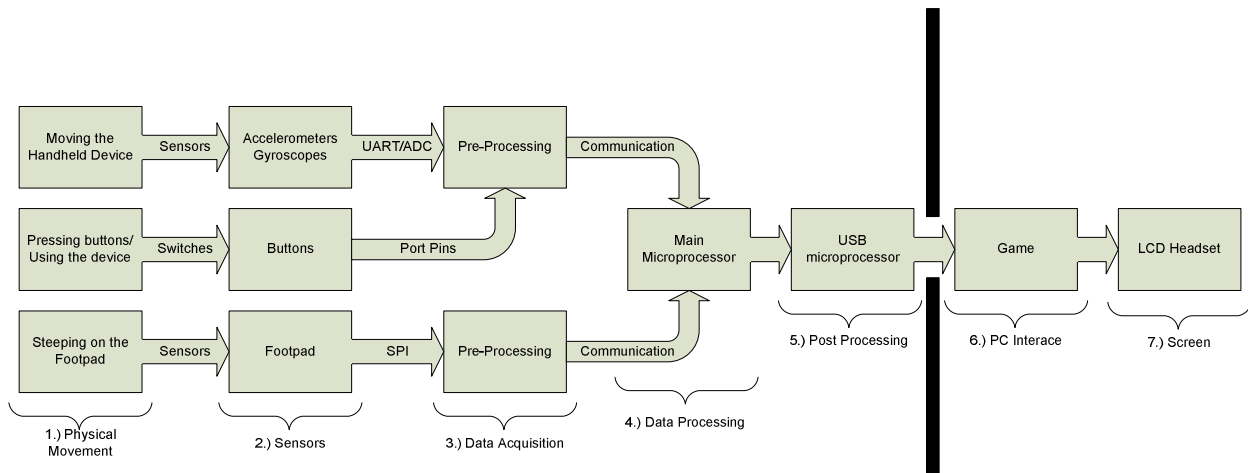 Moving the
Handheld Device
Sensors
Accelerometers
Gyroscopes
UART/ADC
Pre-Processing
Communication
Pressing buttons/
Using the device
Switches
Buttons
Port Pins
Main
Microprocessor
USB
microprocessor
Game
LCD Headset
Steeping on the
Footpad
Sensors
Footpad
SPI
Pre-Processing
Communication
1.) Physical
Movement
2.) Sensors
3.) Data Acquisition
4.) Data Processing
5.) Post Processing
6.) PC Interace
7.) Screen